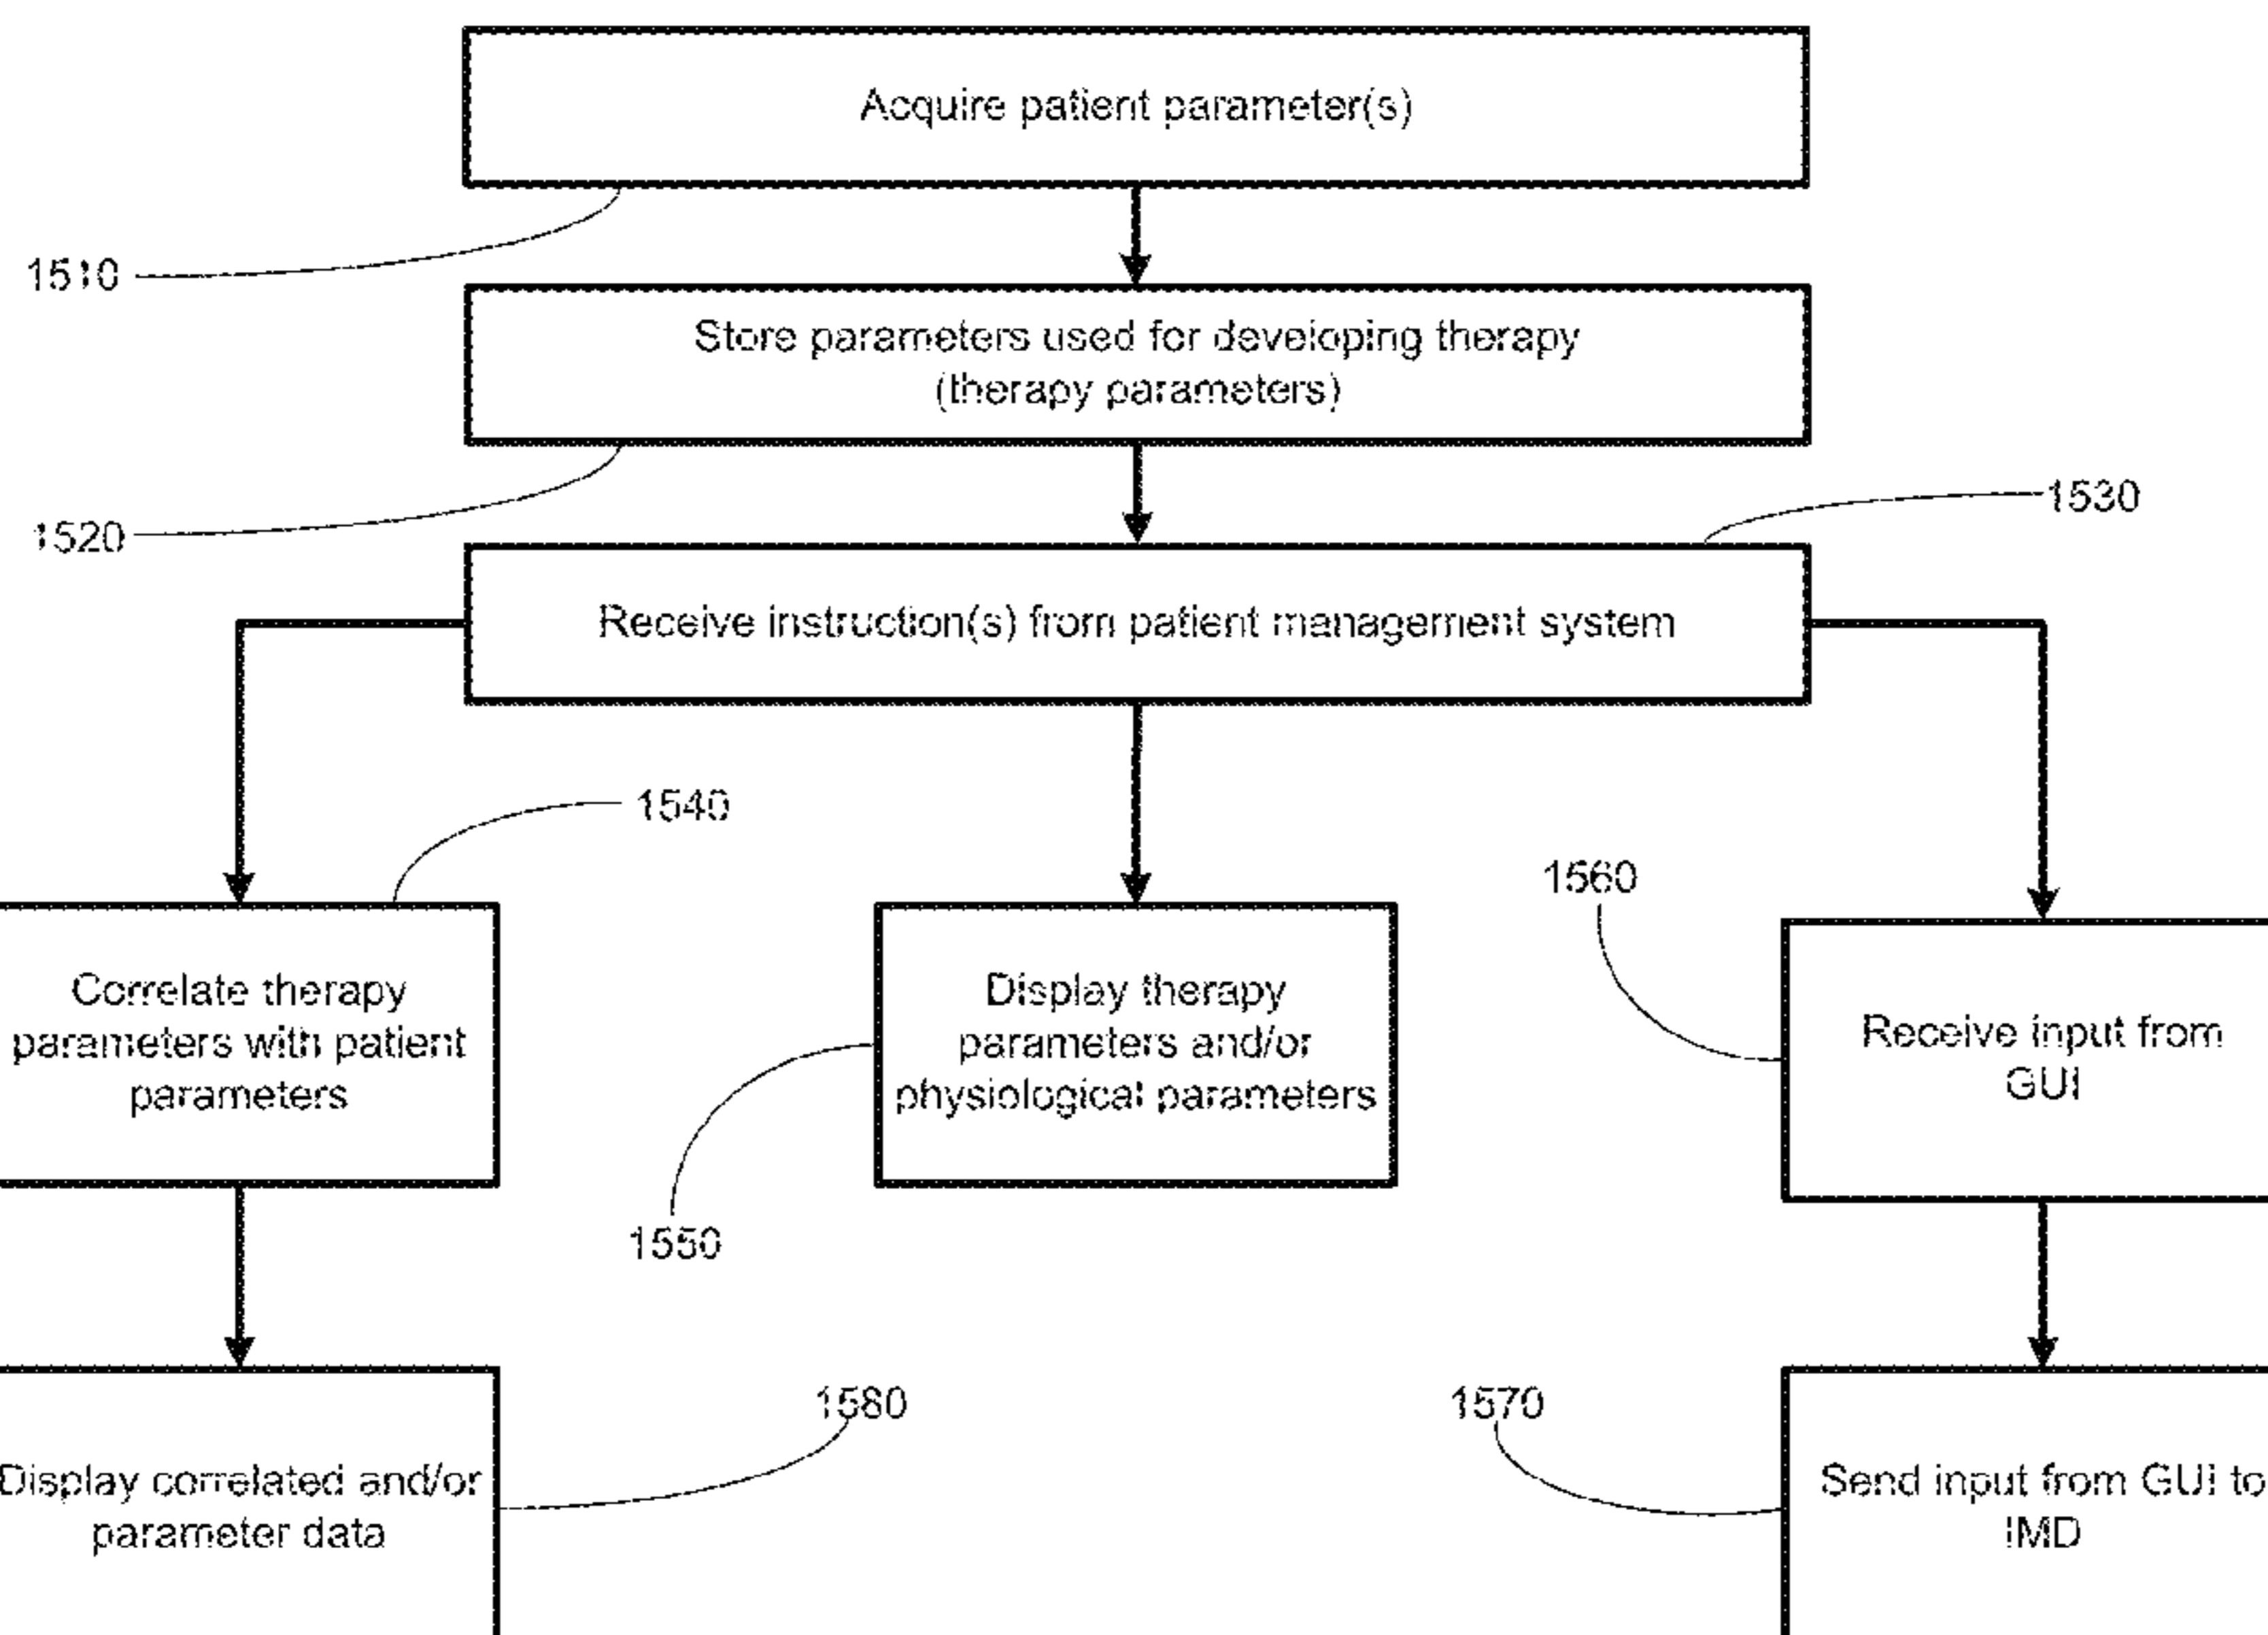 Acquire patient parameter(s)
1510
Store parameters used for developing therapy
(therapy parameters)
1520
1530
Receive instruction(s) from patient management system
1540
1560
Correlate therapy
parameters with patient
parameters
Display therapy
parameters and/or
physiological parameters
Receive input from
GUI
1550
1580
1570
Display correlated and/or
parameter data
Send input from GUI to
IMD